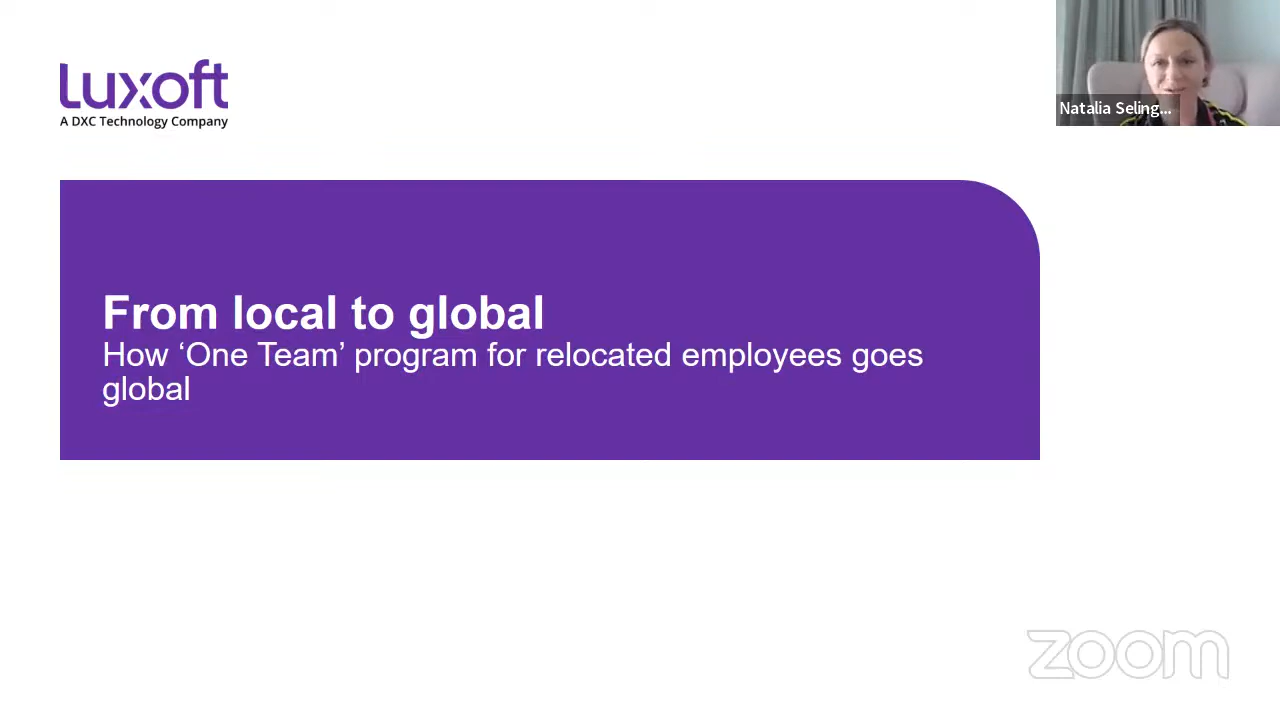 luxoft
A DXC Technology Company
Natalia Seling...
From local to global
How ‘One Team’ program for relocated employees goes
global
zoom